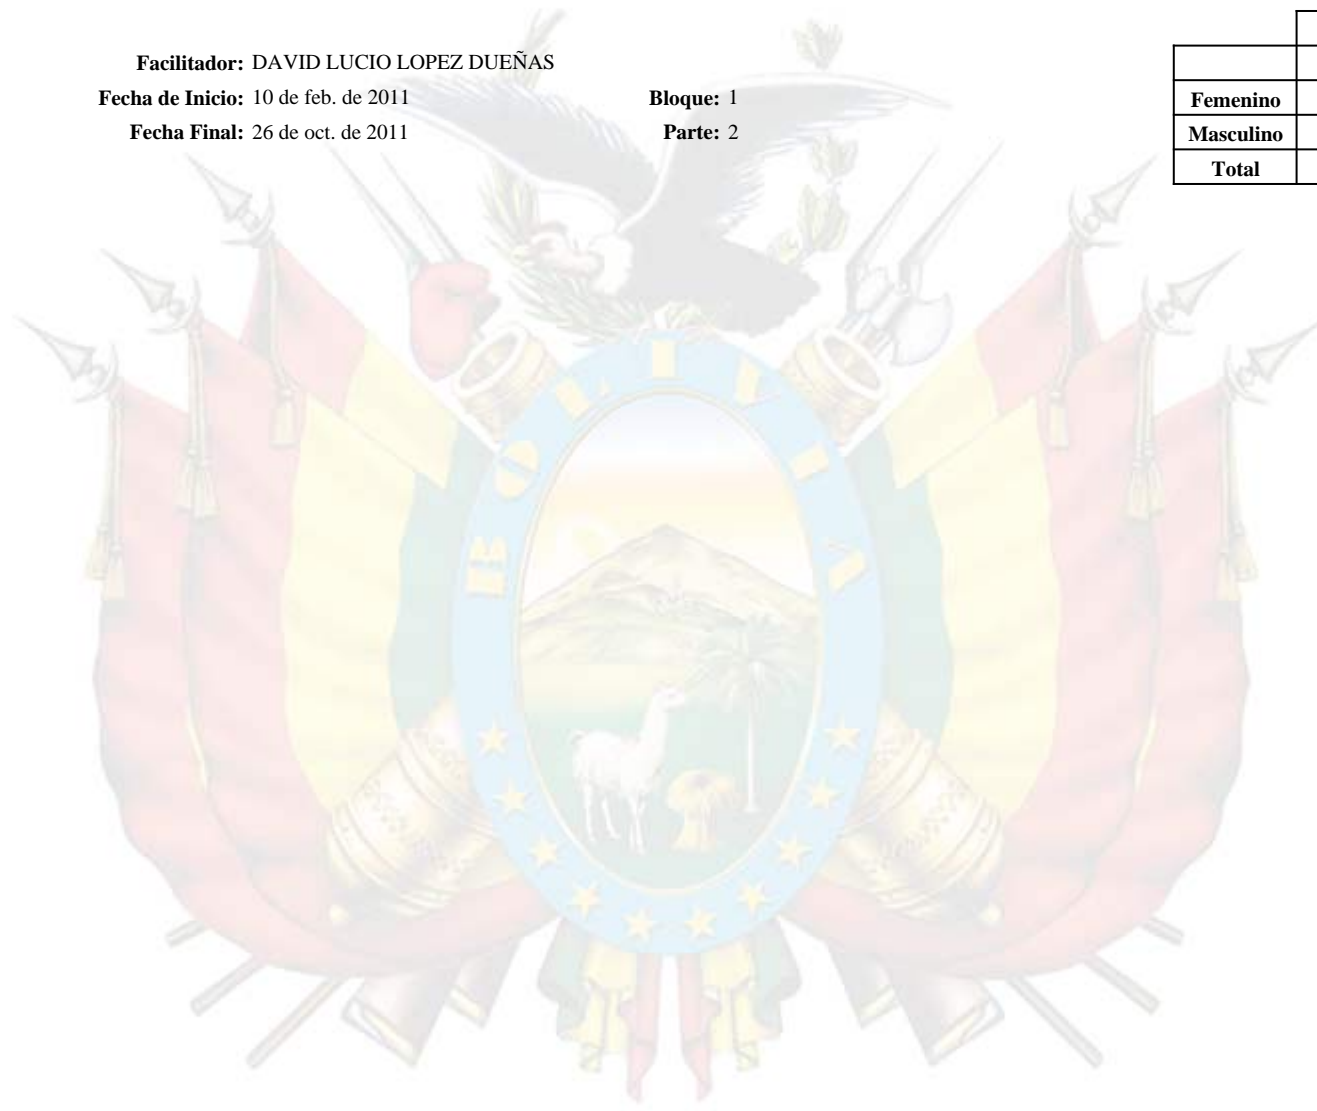 Facilitador: DAVID LUCIO LOPEZ DUEÑAS
Fecha de Inicio: 10 de feb. de 2011 Bloque: 1
Fecha Final: 26 de oct. de 2011 Parte: 2
Femenino
Masculino
Total
BOLIVIA